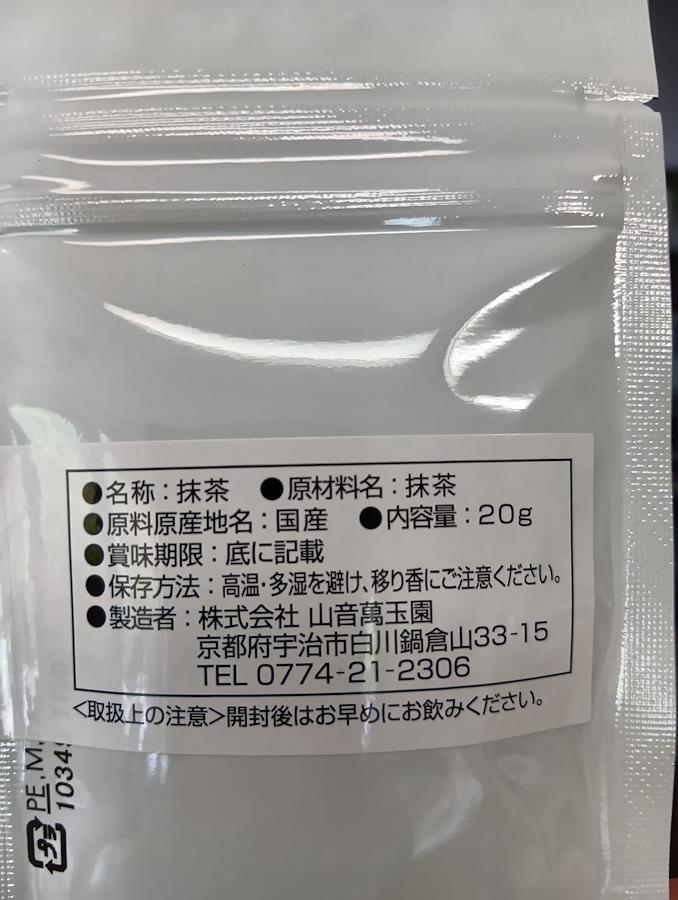 ●名称：抹茶　●原材料名：抹茶
●原料原産地名：国産　●内容量：20g
●賞味期限：底に記載
●保存方法：高温・多湿を避け、移り香にご注意ください。
●製造者：株式会社 山音萬玉園
京都府宇治市白川鍋倉山33-15
TEL 0774-21-2306
<取扱上の注意>開封後はお早めにお飲みください。
PE, M
1034
プラ